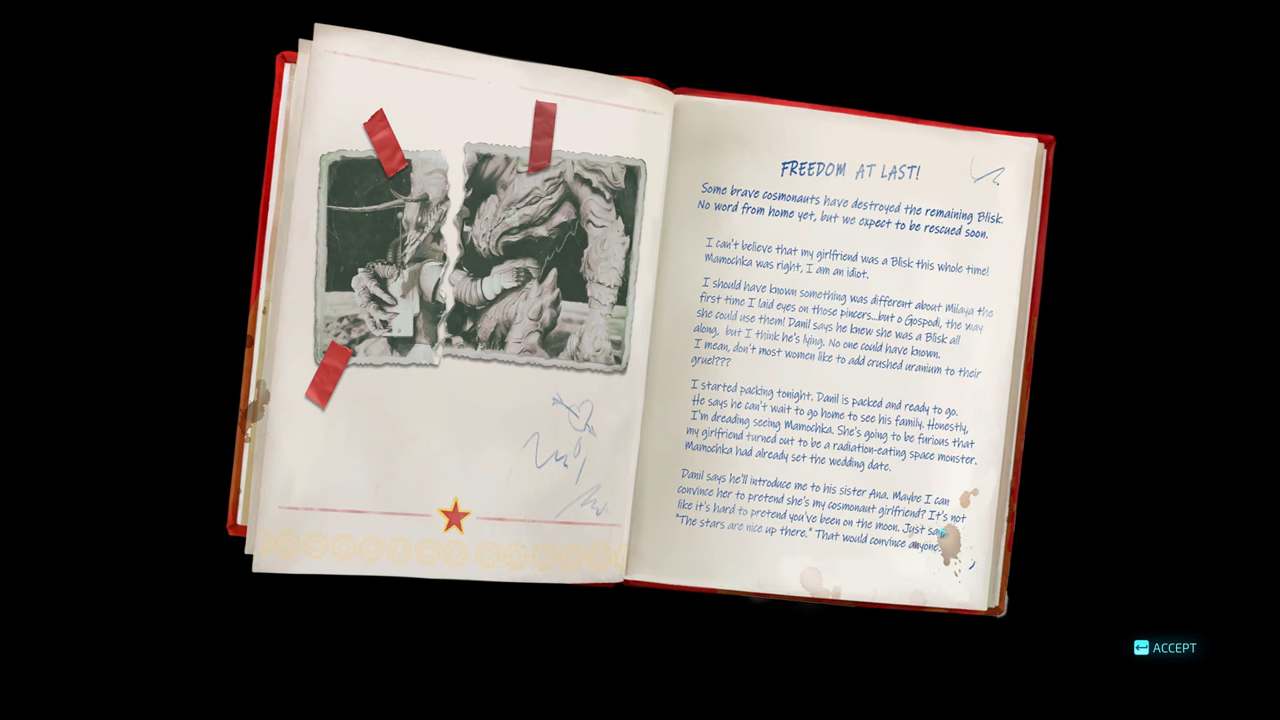 FREEDOM AT LAST!
Some brave cosmonauts have destroyed the remaining Blisk.
No word from home yet, but we expect to be rescued soon.
I can't believe that my girlfriend was a Blisk this whole time!
Mamochka was right, I am an idiot.
I should have known something was different about Milaya the
first time I laid eyes on those pincers...but o Gospodi, the way
she could use them! Danil says he knew she was a Blisk all
along, but I think he's lying. No one could have known.
I mean, don't most women like to add crushed uranium to their
gruel???
I started packing tonight. Danil is packed and ready to go.
He says he can't wait to go home to see his family. Honestly,
I'm dreading seeing Mamochka. She's going to be furious that
my girlfriend turned out to be a radiation-eating space monster.
Mamochka had already set the wedding date.
Danil says he'll introduce me to his sister Ana. Maybe I can
convince her to pretend she's my cosmonaut girlfriend? It's not
like it's hard to pretend you've been on the moon. Just say
"The stars are nice up there." That would convince anyone.
ACCEPT